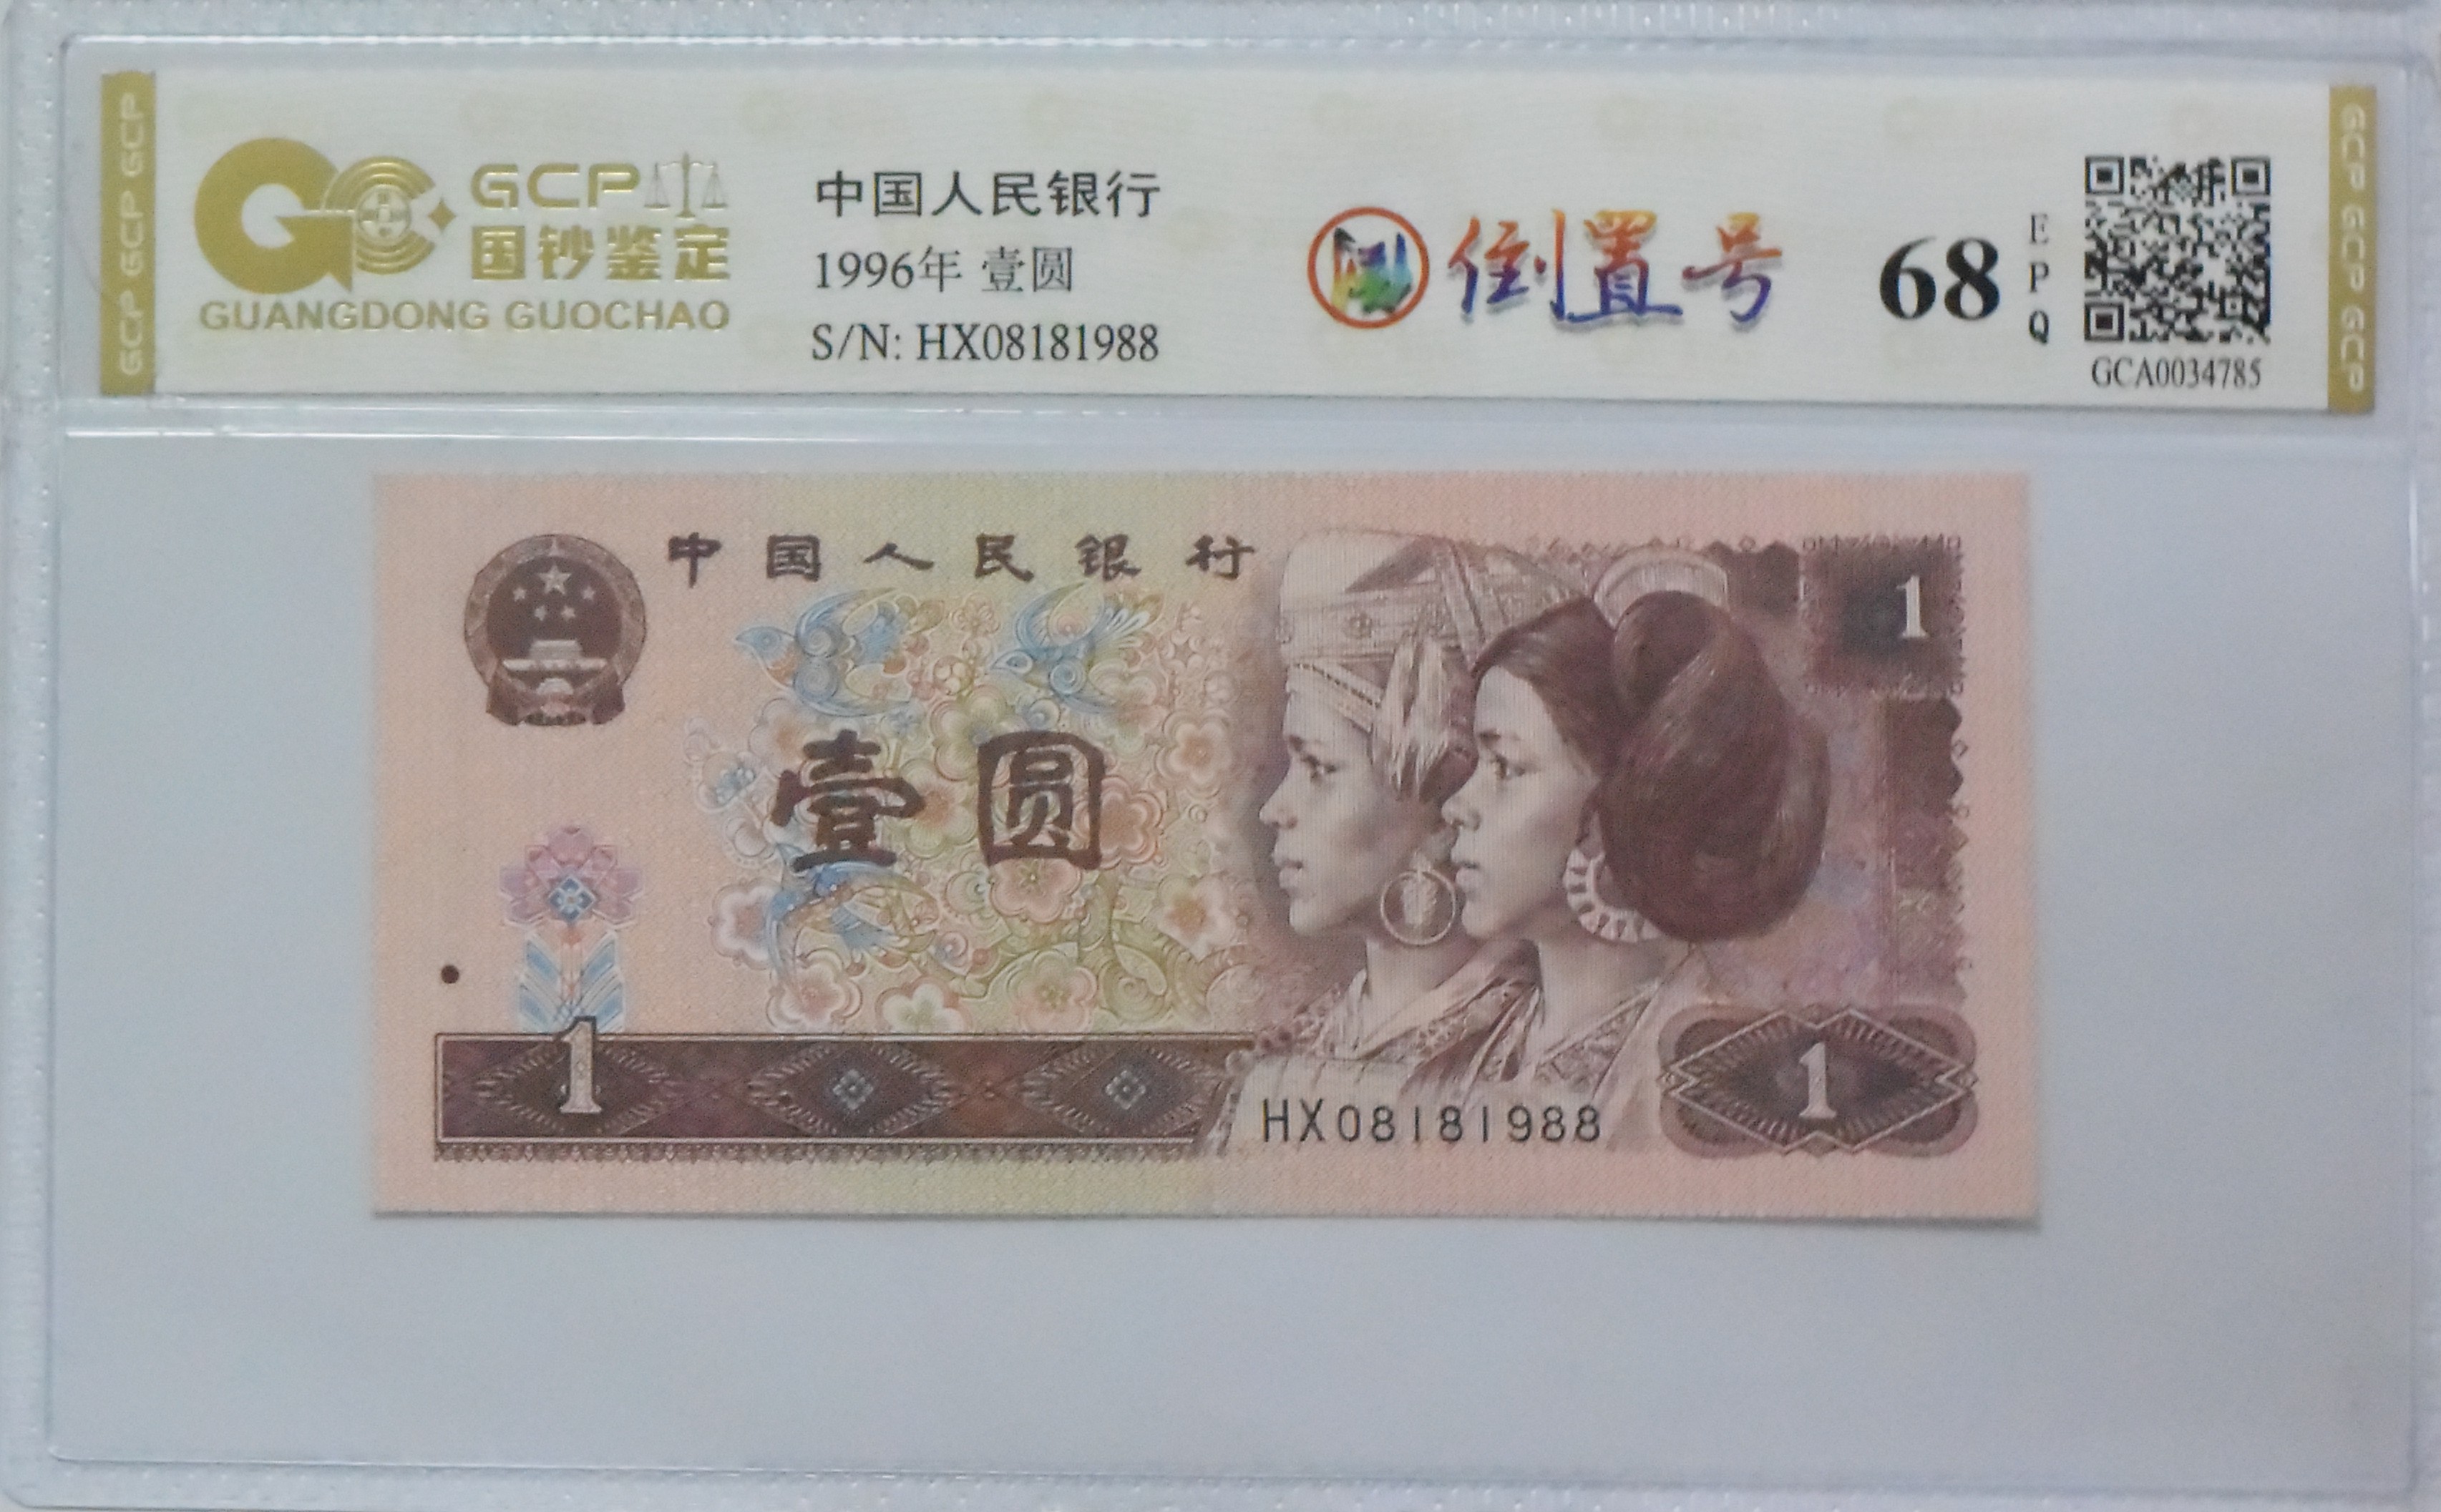 GCP GCP GCP
GCP
国钞鉴定
GUANGDONG GUOCHAO
中国人民银行
1996年 壹圆
S/N: HX08181988
倒置号
68
E
P
Q
GCA0034785
GCP GCP GCP
中国人民银行
1
壹圆
1
1
HX08181988